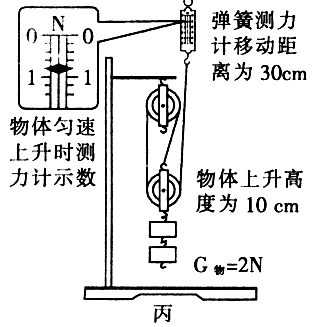 N
0 0
1 1
弹簧测力
计移动距
离为30cm
物体匀速
上升时测
力计示数
物体上升高
度为10 cm
G物=2N
丙